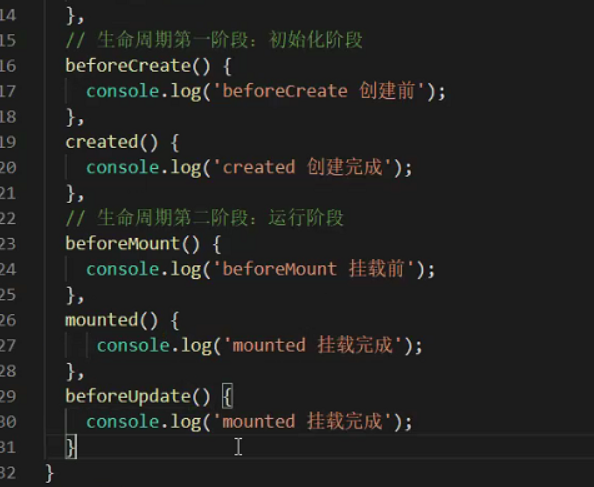 14 },
15 // 生命周期第一阶段：初始化阶段
16 beforeCreate() {
17 console.log('beforeCreate 创建前');
18 },
19 created() {
20 console.log('created 创建完成');
21 },
22 // 生命周期第二阶段：运行阶段
23 beforeMount() {
24 console.log('beforeMount 挂载前');
25 },
26 mounted() {
27 console.log('mounted 挂载完成');
28 },
29 beforeUpdate() {
30 console.log('mounted 挂载完成');
31 }
32 }